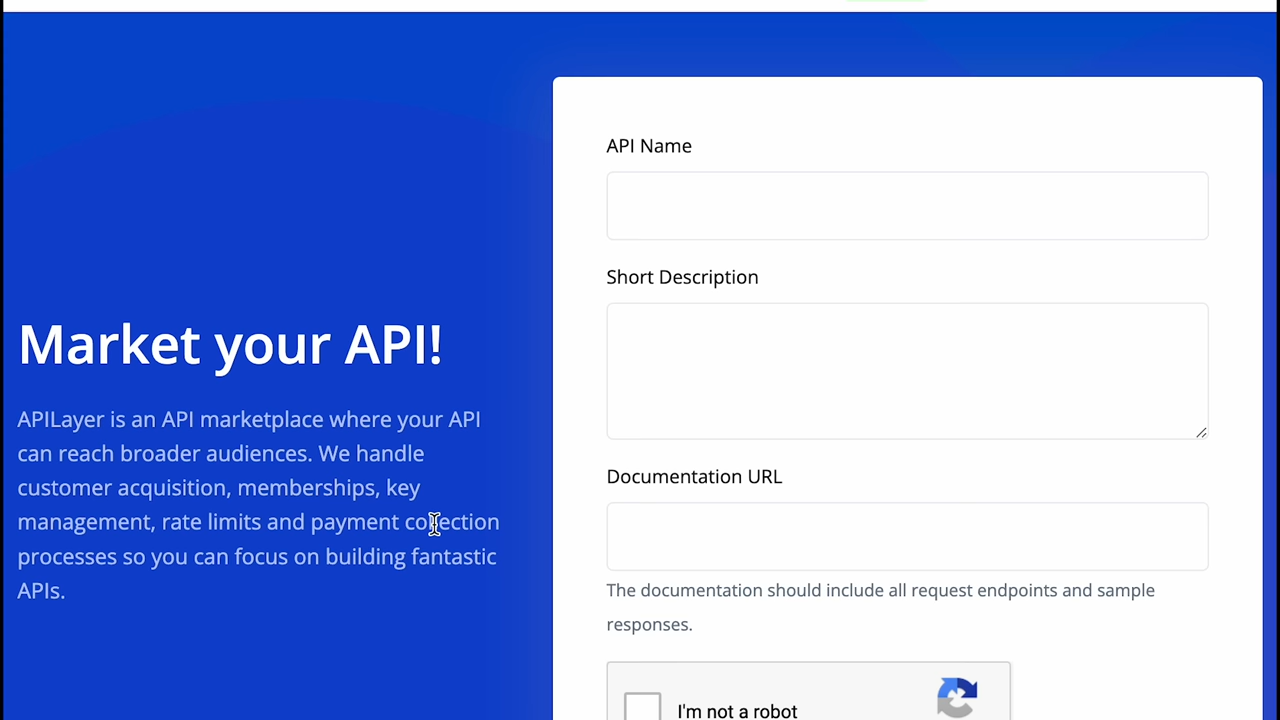 Market your API!
APILayer is an API marketplace where your API
can reach broader audiences. We handle
customer acquisition, memberships, key
management, rate limits and payment collection
processes so you can focus on building fantastic
APIs.
API Name
Short Description
Documentation URL
The documentation should include all request endpoints and sample
responses.
I'm not a robot